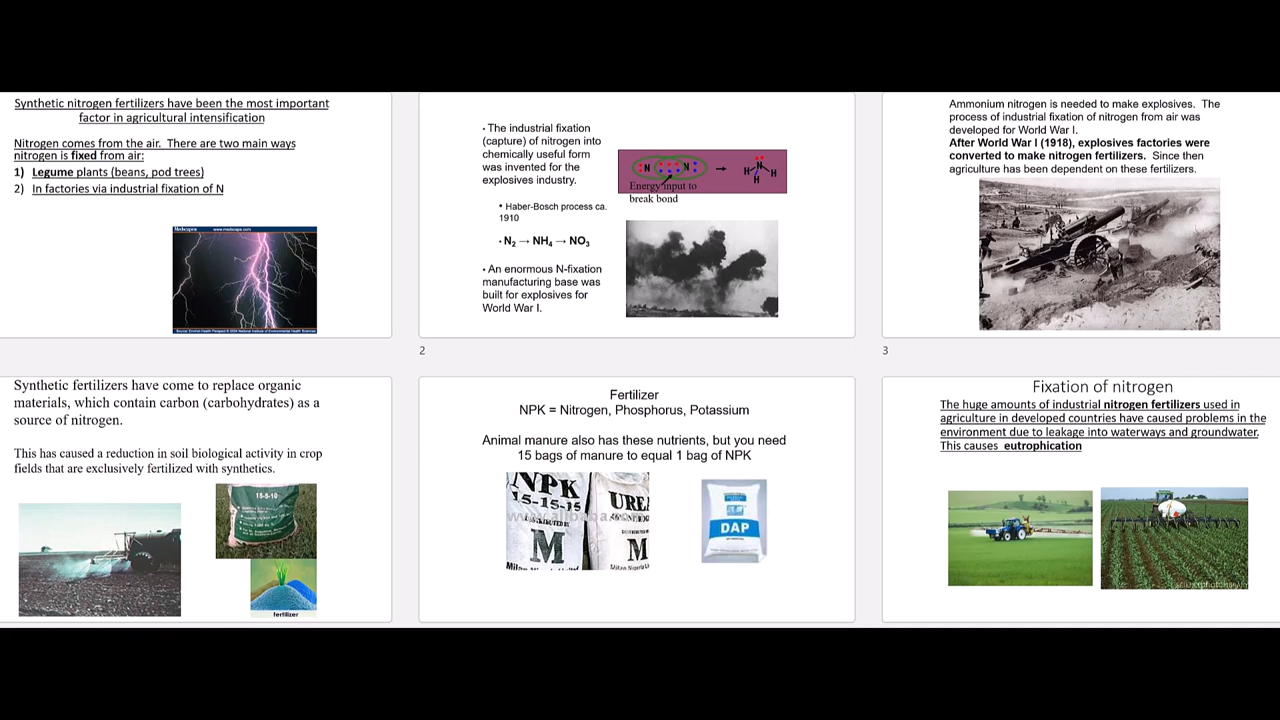 Synthetic nitrogen fertilizers have been the most important
factor in agricultural intensification
Nitrogen comes from the air. There are two main ways
nitrogen is fixed from air:
1) Legume plants (beans, pod trees)
2) In factories via industrial fixation of N
Medscape www.medscape.com
· The industrial fixation
(capture) of nitrogen into
chemically useful form
was invented for the
explosives industry.
• Haber-Bosch process ca.
1910
· N₂ → NH₄ → NO₃
· An enormous N-fixation
manufacturing base was
built for explosives for
World War I.
N N → H N H
H
Energy input to
break bond
2
Ammonium nitrogen is needed to make explosives. The
process of industrial fixation of nitrogen from air was
developed for World War I.
After World War I (1918), explosives factories were
converted to make nitrogen fertilizers. Since then
agriculture has been dependent on these fertilizers.
3
Synthetic fertilizers have come to replace organic
materials, which contain carbon (carbohydrates) as a
source of nitrogen.
This has caused a reduction in soil biological activity in crop
fields that are exclusively fertilized with synthetics.
fertilizer
Fertilizer
NPK = Nitrogen, Phosphorus, Potassium
Animal manure also has these nutrients, but you need
15 bags of manure to equal 1 bag of NPK
NPK
15-15-15
DISTRIBUTED BY
M
UREA
M
DAP
Fixation of nitrogen
The huge amounts of industrial nitrogen fertilizers used in
agriculture in developed countries have caused problems in the
environment due to leakage into waterways and groundwater.
This causes eutrophication